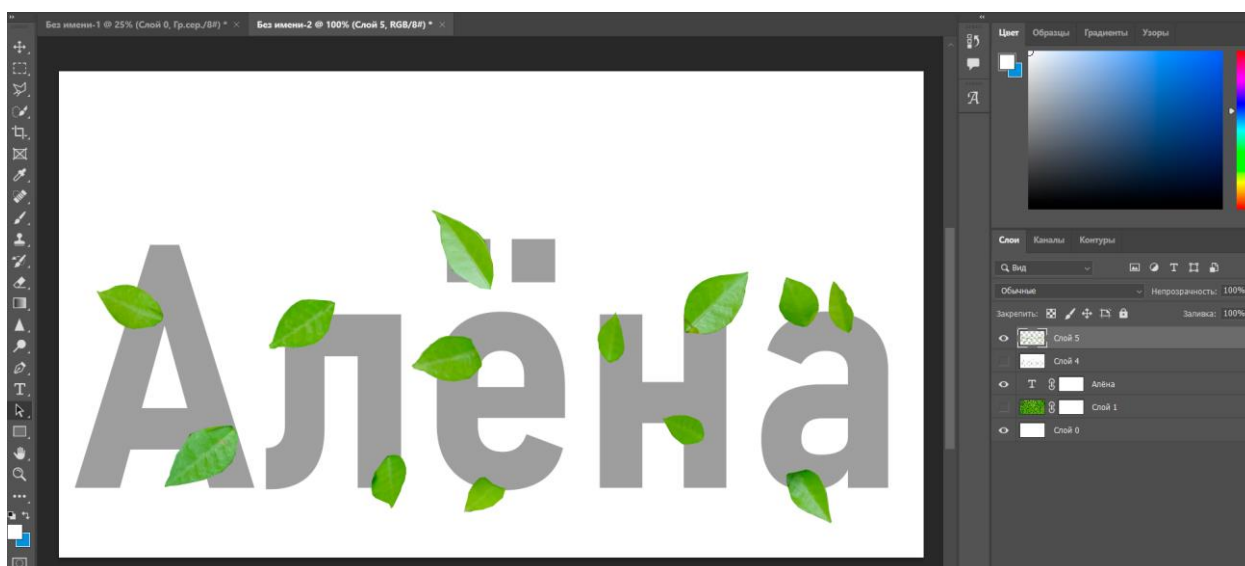 Без имени-1 @ 25% (Слой 0, Гр.сер./8#) * ×
Без имени-2 @ 100% (Слой 5, RGB/8#) * ×
Алёна
Цвет Образцы Градиенты Узоры
Слои Каналы Контуры
Вид
Обычные Непрозрачность: 100%
Закрепить: Заливка: 100%
Слой 5
Слой 4
Алёна
Слой 1
Слой 0